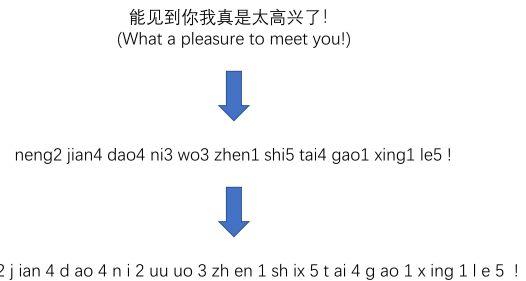 能见到你我真是太高兴了!
(What a pleasure to meet you!)
neng2 jian4 dao4 ni3 wo3 zhen1 shi5 tai4 gao1 xing1 le5 !
2 j ian 4 d ao 4 n i 2 uu uo 3 zh en 1 sh ix 5 t ai 4 g ao 1 x ing 1 l e 5 !